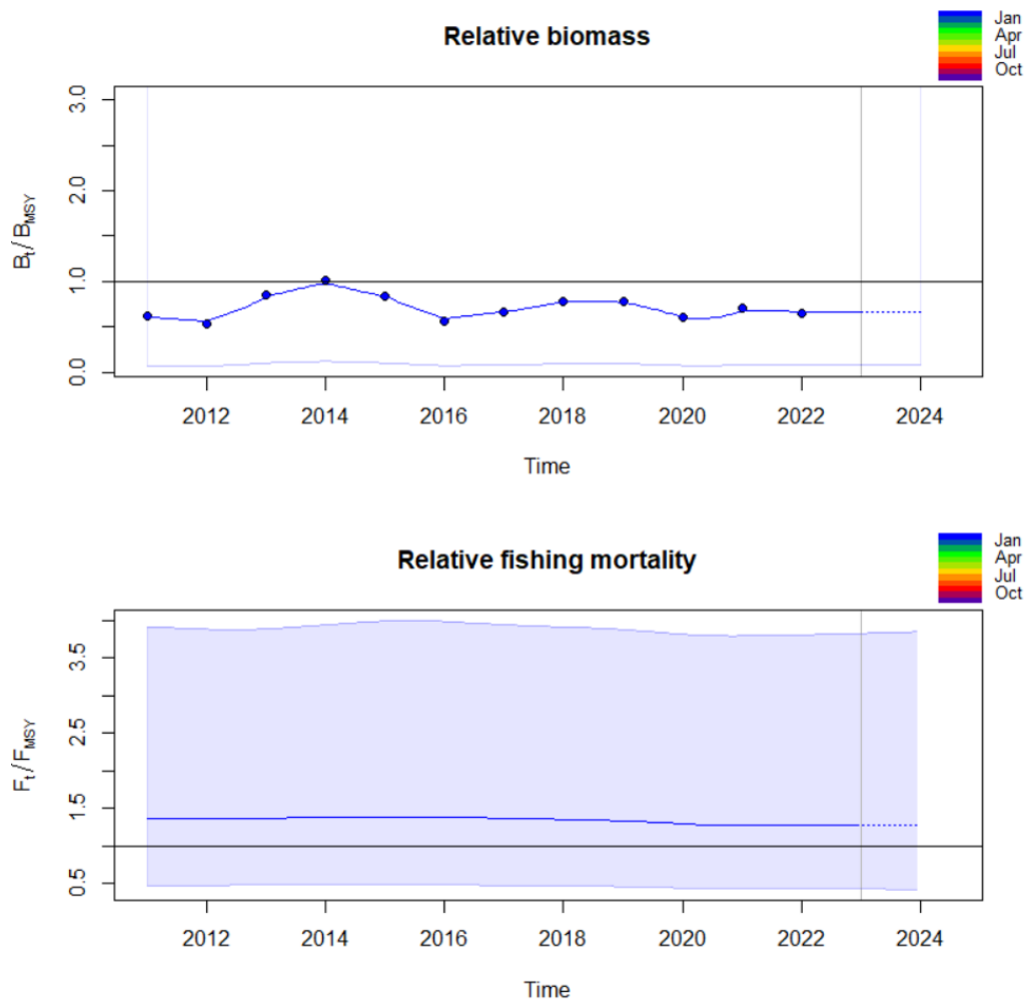 Relative biomass
Jan
Apr
Jul
Oct
3.0
2.0
1.0
0.0
Bt/BMSY
2012 2014 2016 2018 2020 2022 2024
Time
Relative fishing mortality
Jan
Apr
Jul
Oct
3.5
2.5
1.5
0.5
Ft/FMSY
2012 2014 2016 2018 2020 2022 2024
Time